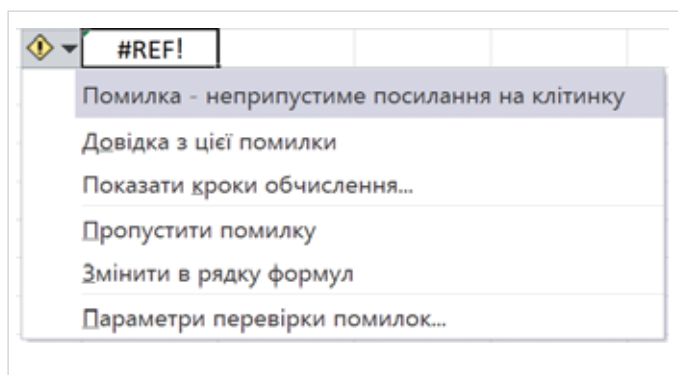 #REF!
Помилка - неприпустиме посилання на клітинку
Довідка з цієї помилки
Показати кроки обчислення...
Пропустити помилку
Змінити в рядку формул
Параметри перевірки помилок...